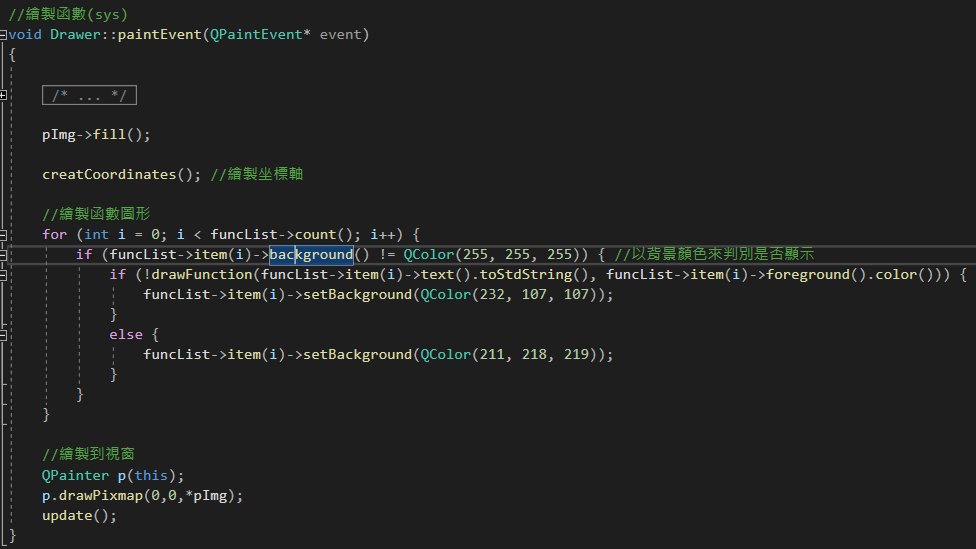 //繪製函數(sys)
void Drawer::paintEvent(QPaintEvent* event)
{
/* ... */
pImg->fill();
creatCoordinates(); //繪製坐標軸
//繪製函數圖形
for (int i = 0; i < funcList->count(); i++) {
if (funcList->item(i)->background() != QColor(255, 255, 255)) { //以背景顏色來判別是否顯示
if (!drawFunction(funcList->item(i)->text().toStdString(), funcList->item(i)->foreground().color())) {
funcList->item(i)->setBackground(QColor(232, 107, 107));
}
else {
funcList->item(i)->setBackground(QColor(211, 218, 219));
}
}
}
//繪製到視窗
QPainter p(this);
p.drawPixmap(0,0,*pImg);
update();
}